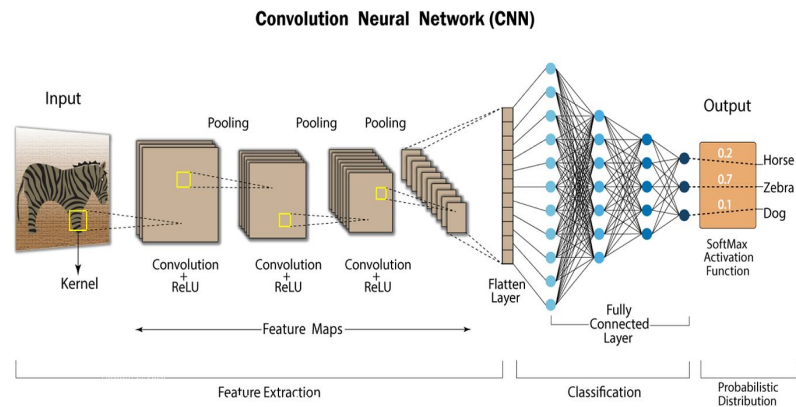 Convolution Neural Network (CNN)
Input
Output
Pooling
Pooling
Pooling
0.2
Horse
0.7
Zebra
0.1
Dog
Kernel
Convolution
+
ReLU
Convolution
+
ReLU
Convolution
+
ReLU
Flatten
Layer
SoftMax
Activation
Function
Feature Maps
Fully
Connected
Layer
Feature Extraction
Classification
Probabilistic
Distribution